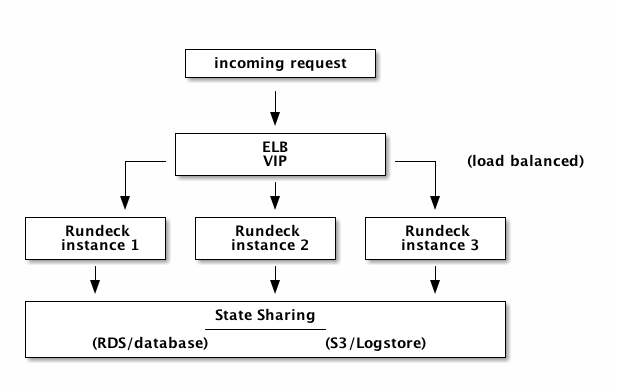 incoming request
ELB
VIP
(load balanced)
Rundeck
instance 1
Rundeck
instance 2
Rundeck
instance 3
State Sharing
(RDS/database)
(S3/Logstore)